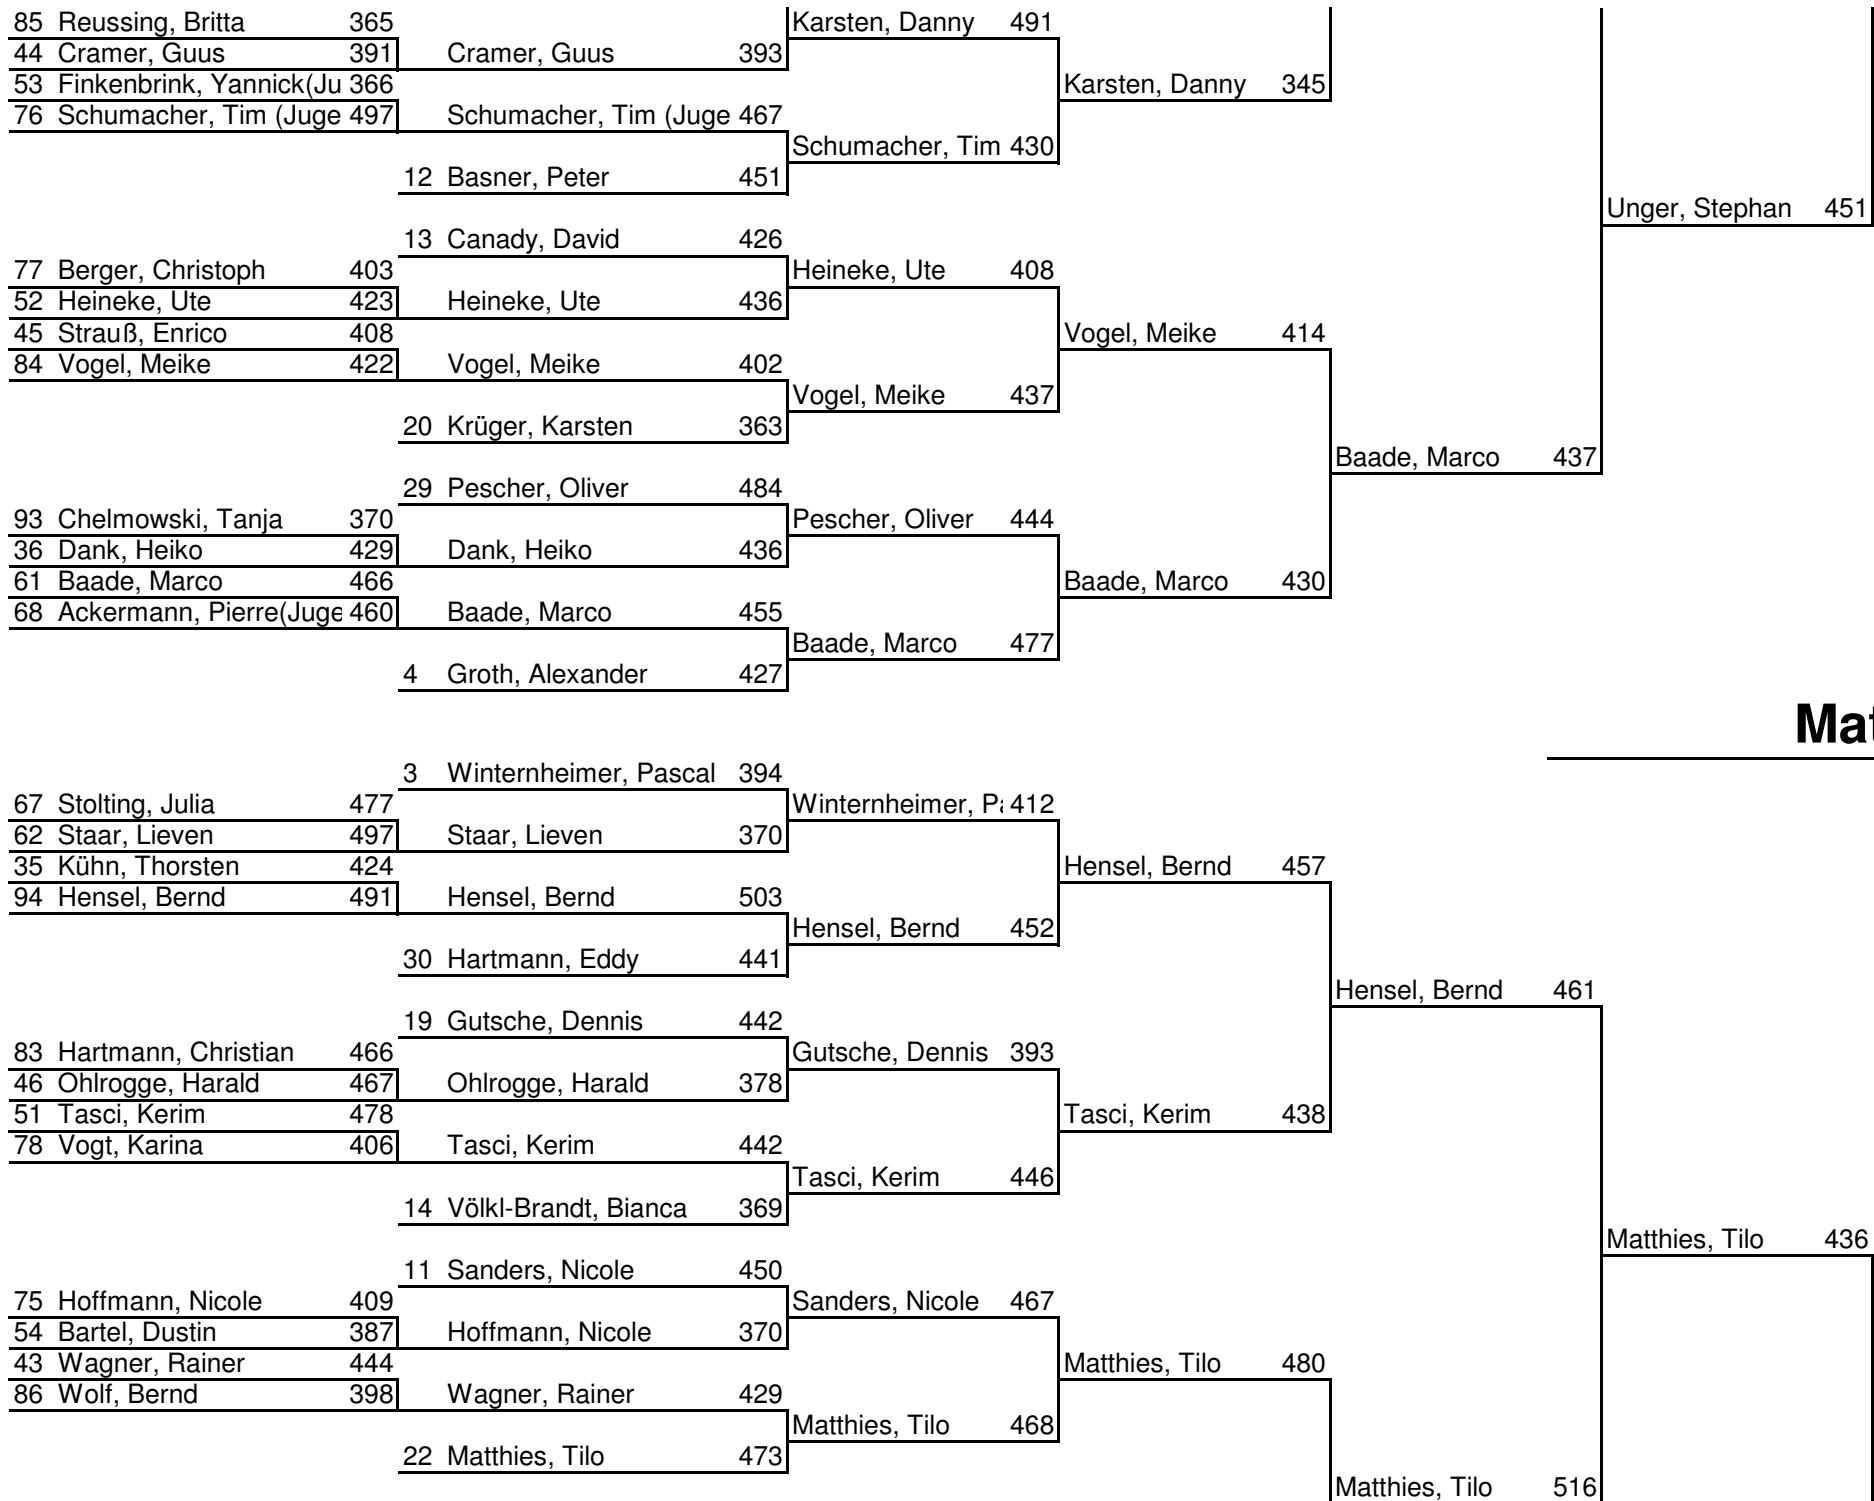 85 Reussing, Britta 365 Karsten, Danny 491
44 Cramer, Guus 391 Cramer, Guus 393
53 Finkenbrink, Yannick(Ju 366 Karsten, Danny 345
76 Schumacher, Tim (Juge 497 Schumacher, Tim (Juge 467
Schumacher, Tim 430
12 Basner, Peter 451
Unger, Stephan 451
13 Canady, David 426
77 Berger, Christoph 403 Heineke, Ute 408
52 Heineke, Ute 423 Heineke, Ute 436
45 Strauß, Enrico 408 Vogel, Meike 414
84 Vogel, Meike 422 Vogel, Meike 402
Vogel, Meike 437
20 Krüger, Karsten 363
Baade, Marco 437
29 Pescher, Oliver 484
93 Chelmowski, Tanja 370 Pescher, Oliver 444
36 Dank, Heiko 429 Dank, Heiko 436
61 Baade, Marco 466 Baade, Marco 430
68 Ackermann, Pierre(Juge 460 Baade, Marco 455
Baade, Marco 477
4 Groth, Alexander 427
Mat
3 Winternheimer, Pascal 394
67 Stolting, Julia 477 Winternheimer, Pa 412
62 Staar, Lieven 497 Staar, Lieven 370
35 Kühn, Thorsten 424 Hensel, Bernd 457
94 Hensel, Bernd 491 Hensel, Bernd 503
Hensel, Bernd 452
30 Hartmann, Eddy 441
Hensel, Bernd 461
19 Gutsche, Dennis 442
83 Hartmann, Christian 466 Gutsche, Dennis 393
46 Ohlrogge, Harald 467 Ohlrogge, Harald 378
51 Tasci, Kerim 478 Tasci, Kerim 438
78 Vogt, Karina 406 Tasci, Kerim 442
Tasci, Kerim 446
14 Völkl-Brandt, Bianca 369
Matthies, Tilo 436
11 Sanders, Nicole 450
75 Hoffmann, Nicole 409 Sanders, Nicole 467
54 Bartel, Dustin 387 Hoffmann, Nicole 370
43 Wagner, Rainer 444 Matthies, Tilo 480
86 Wolf, Bernd 398 Wagner, Rainer 429
Matthies, Tilo 468
22 Matthies, Tilo 473
Matthies, Tilo 516